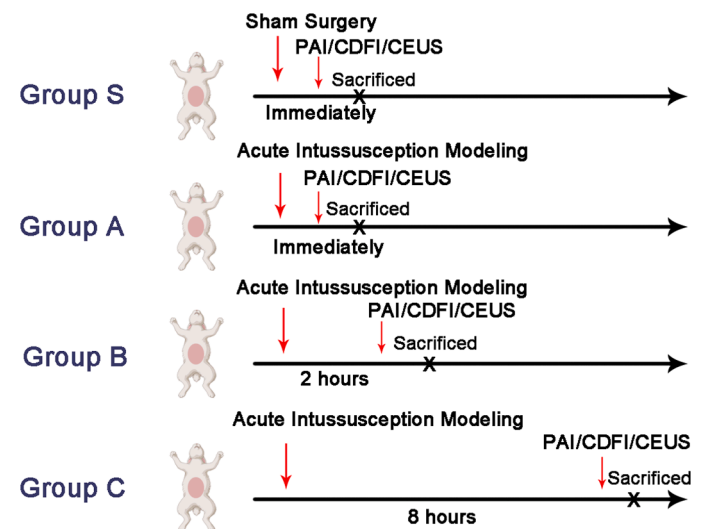 Sham Surgery
PAI/CDFI/CEUS
Sacrificed
Group S
X
Immediately
Acute Intussusception Modeling
PAI/CDFI/CEUS
Sacrificed
Group A
X
Immediately
Acute Intussusception Modeling
PAI/CDFI/CEUS
Sacrificed
Group B
X
2 hours
Acute Intussusception Modeling
PAI/CDFI/CEUS
Sacrificed
Group C
X
8 hours